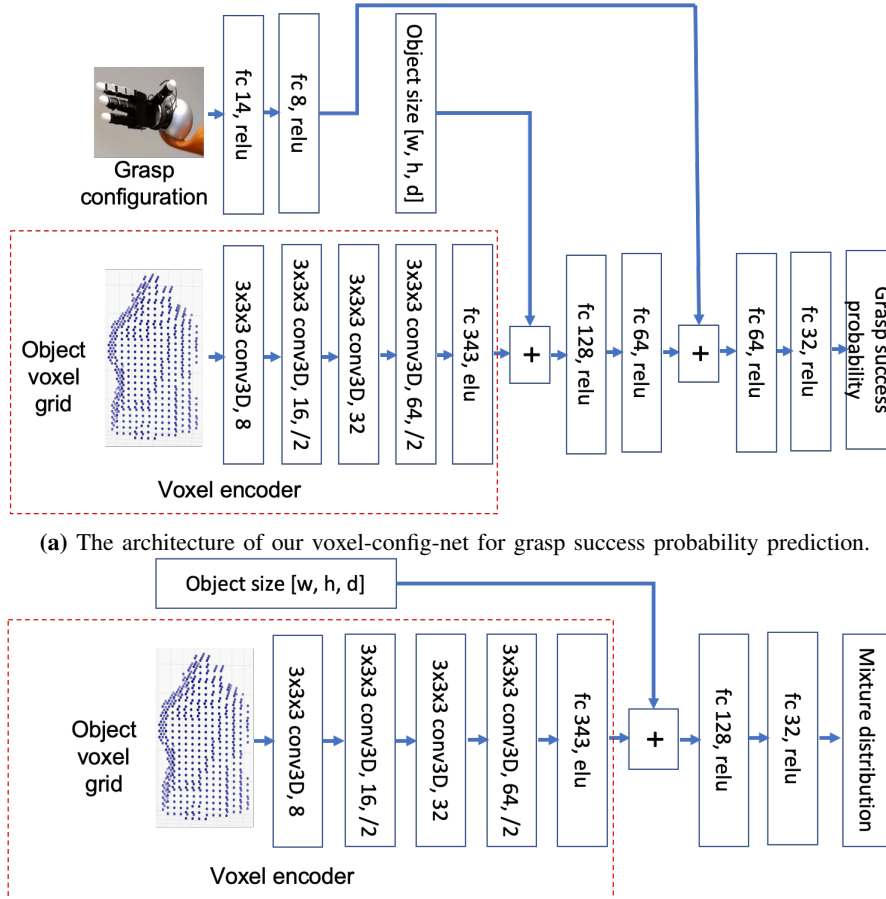 fc 14, relu
fc 8, relu
Object size [w, h, d]
Grasp
configuration
Object
voxel
grid
3x3x3 conv3D, 8
3x3x3 conv3D, 16, /2
3x3x3 conv3D, 32
3x3x3 conv3D, 64, /2
fc 343, elu
+
fc 128, relu
fc 64, relu
+
fc 64, relu
fc 32, relu
Grasp success
probability
Voxel encoder
(a) The architecture of our voxel-config-net for grasp success probability prediction.
Object size [w, h, d]
Object
voxel
grid
3x3x3 conv3D, 8
3x3x3 conv3D, 16, /2
3x3x3 conv3D, 32
3x3x3 conv3D, 64, /2
fc 343, elu
+
fc 128, relu
fc 32, relu
Mixture distribution
Voxel encoder